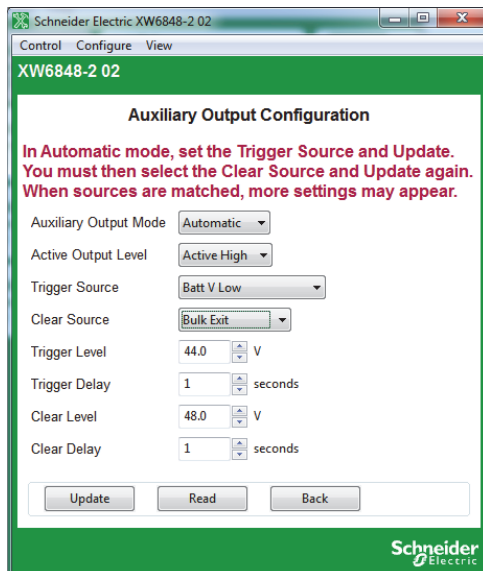 Schneider Electric XW6848-2 02
Control Configure View
XW6848-2 02
Auxiliary Output Configuration
In Automatic mode, set the Trigger Source and Update.
You must then select the Clear Source and Update again.
When sources are matched, more settings may appear.
Auxiliary Output Mode Automatic
Active Output Level Active High
Trigger Source Batt V Low
Clear Source Bulk Exit
Trigger Level 44.0 V
Trigger Delay 1 seconds
Clear Level 48.0 V
Clear Delay 1 seconds
Update Read Back
Schneider
Electric